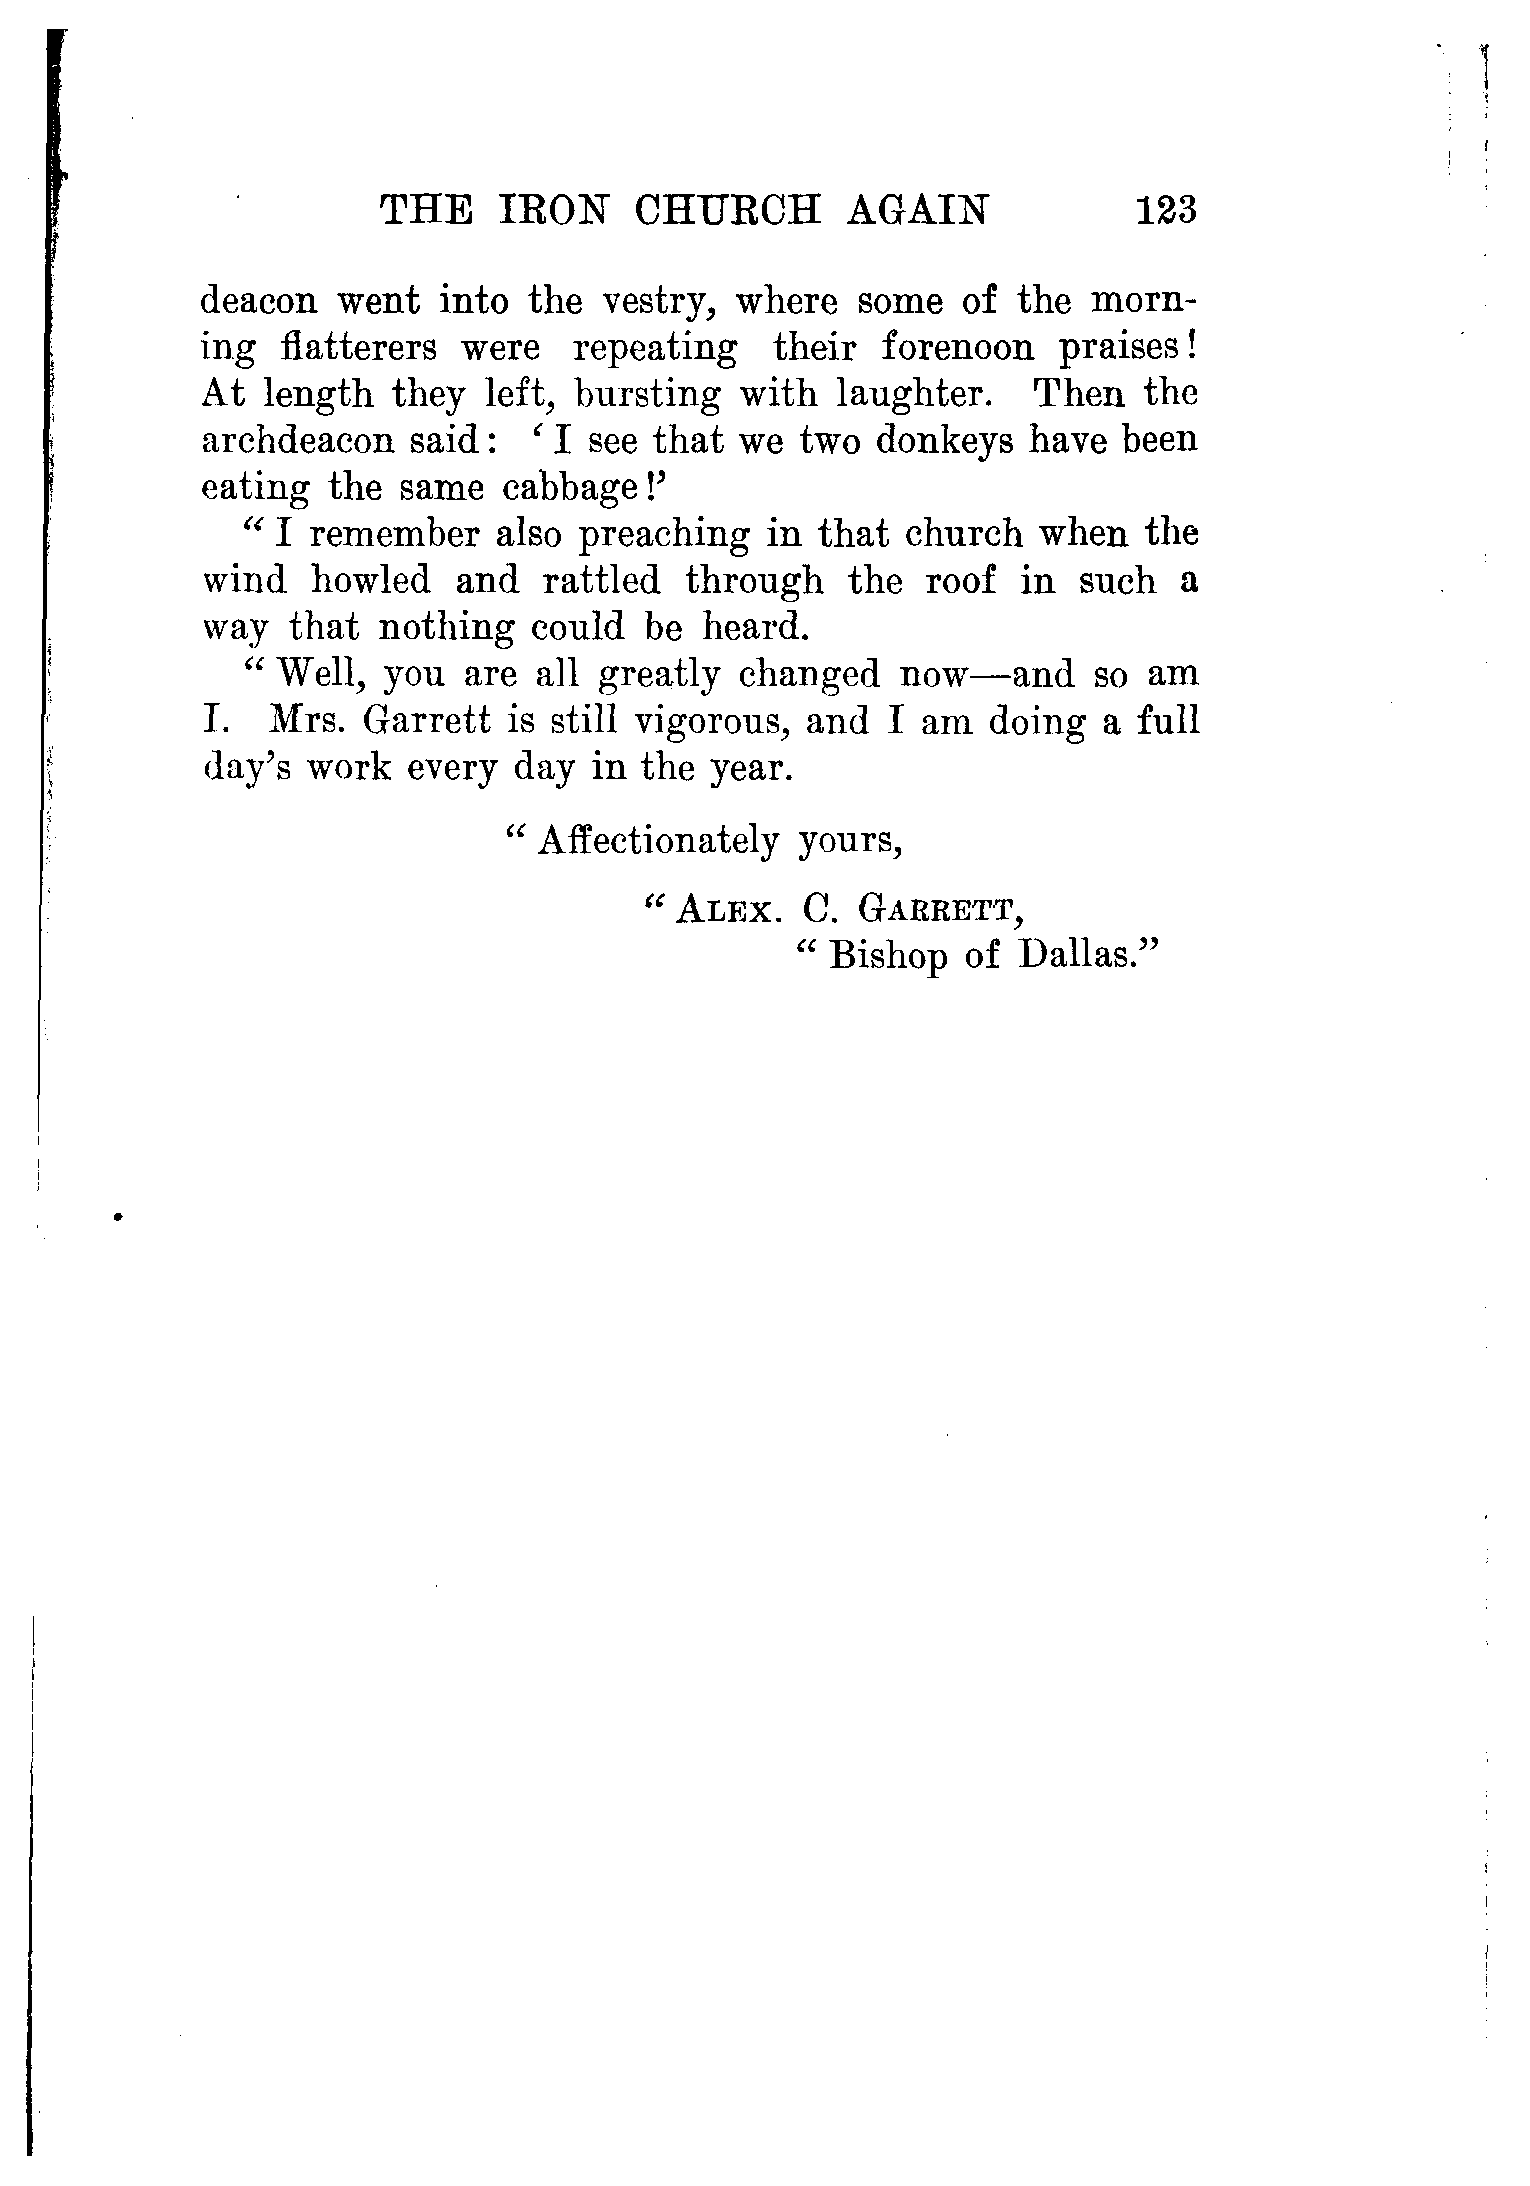 THE IRON CHURCH AGAIN 123
deacon went into the vestry, where some of the morn-
ing flatterers were repeating their forenoon praises!
At length they left, bursting with laughter. Then the
archdeacon said: ‘I see that we two donkeys have been
eating the same cabbage!’
“I remember also preaching in that church when the
wind howled and rattled through the roof in such a
way that nothing could be heard.
“Well, you are all greatly changed now—and so am
I. Mrs. Garrett is still vigorous, and I am doing a full
day’s work every day in the year.
“Affectionately yours,
“ALEX. C. GARRETT,
“Bishop of Dallas.”